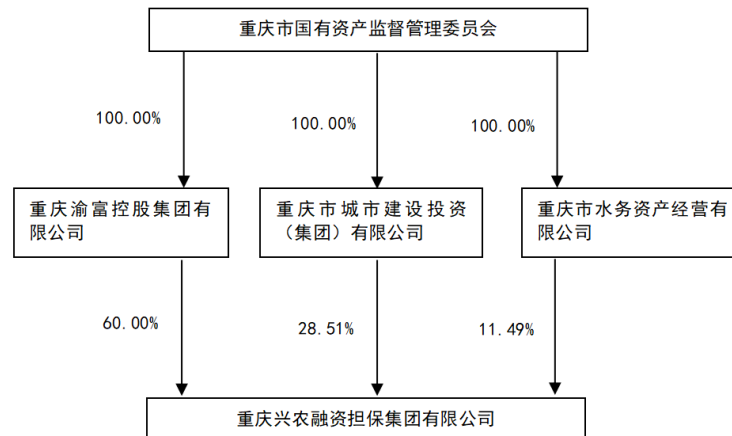 重庆市国有资产监督管理委员会
100.00%
100.00%
100.00%
重庆渝富控股集团有
限公司
重庆市城市建设投资
（集团）有限公司
重庆市水务资产经营有
限公司
60.00%
28.51%
11.49%
重庆兴农融资担保集团有限公司